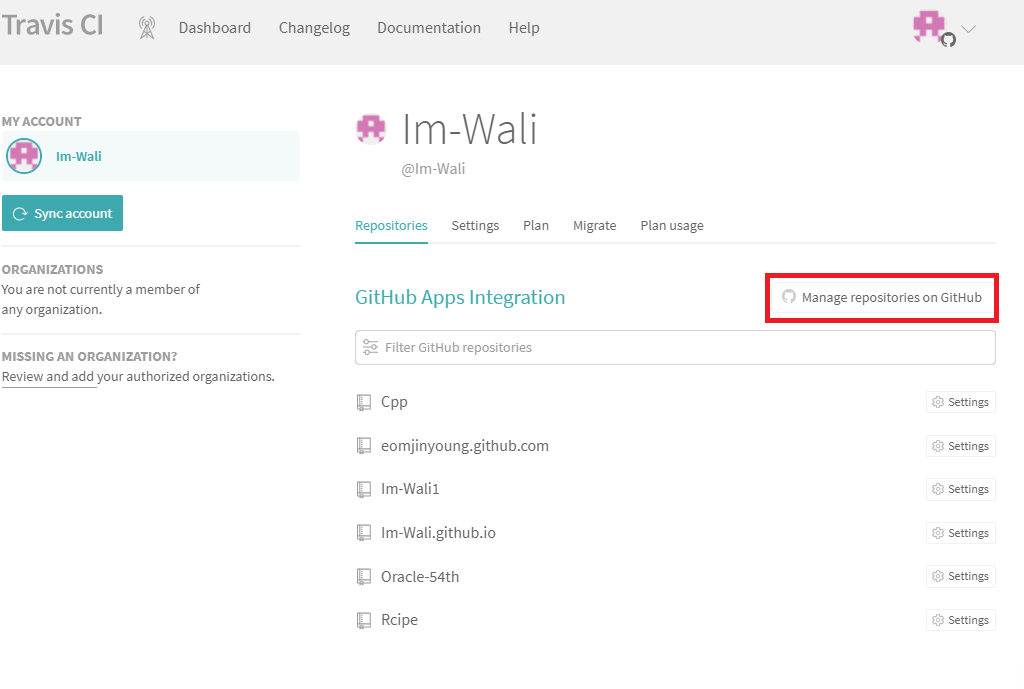 Travis CI
Dashboard
Changelog
Documentation
Help
MY ACCOUNT
Im-Wali
Sync account
ORGANIZATIONS
You are not currently a member of
any organization.
MISSING AN ORGANIZATION?
Review and add your authorized organizations.
Im-Wali
@Im-Wali
Repositories
Settings
Plan
Migrate
Plan usage
GitHub Apps Integration
Manage repositories on GitHub
Filter GitHub repositories
Cpp
Settings
eomjinyoung.github.com
Settings
Im-Wali1
Settings
Im-Wali.github.io
Settings
Oracle-54th
Settings
Rcipe
Settings